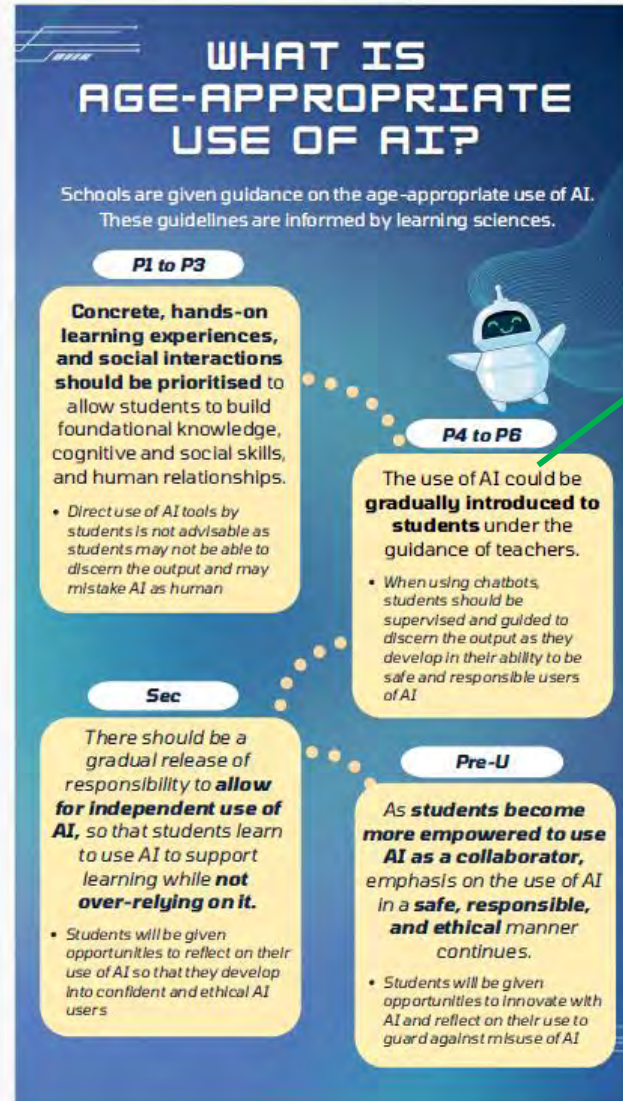 WHAT IS
AGE-APPROPRIATE
USE OF AI?
Schools are given guidance on the age-appropriate use of AI.
These guidelines are informed by learning sciences.
P1 to P3
Concrete, hands-on
learning experiences,
and social interactions
should be prioritised to
allow students to build
foundational knowledge,
cognitive and social skills,
and human relationships.
• Direct use of AI tools by
students is not advisable as
students may not be able to
discern the output and may
mistake AI as human
P4 to P6
The use of AI could be
gradually introduced to
students under the
guidance of teachers.
• When using chatbots,
students should be
supervised and guided to
discern the output as they
develop in their ability to be
safe and responsible users
of AI
Sec
There should be a
gradual release of
responsibility to allow
for independent use of
AI, so that students learn
to use AI to support
learning while not
over-relying on it.
• Students will be given
opportunities to reflect on their
use of AI so that they develop
into confident and ethical AI
users
Pre-U
As students become
more empowered to use
AI as a collaborator,
emphasis on the use of AI
in a safe, responsible,
and ethical manner
continues.
• Students will be given
opportunities to innovate with
AI and reflect on their use to
guard against misuse of AI